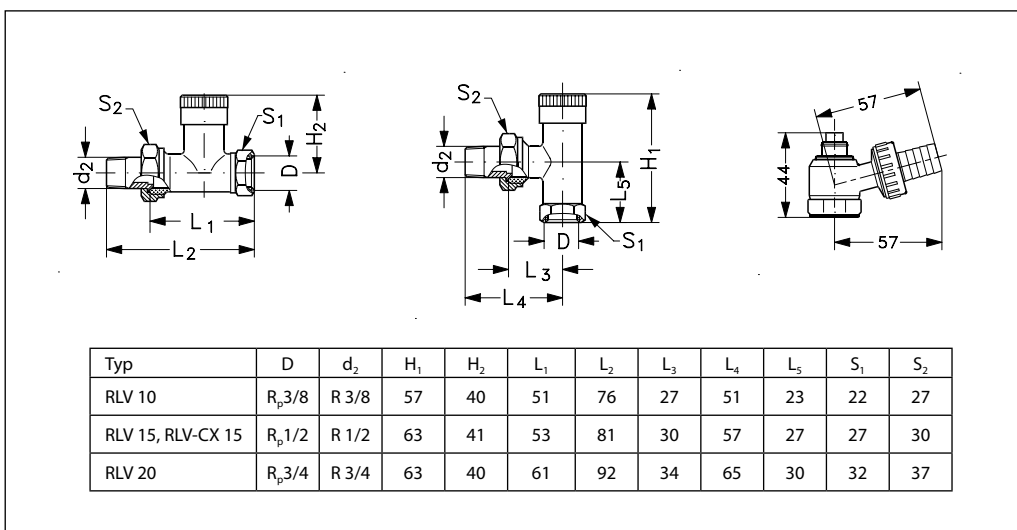 S₂
S₁
H₂
d₂
D
L₁
L₂
S₂
d₂
H₁
L₅
D
S₁
L₃
L₄
57
44
57
Typ D d₂ H₁ H₂ L₁ L₂ L₃ L₄ L₅ S₁ S₂
RLV 10 Rₚ3/8 R 3/8 57 40 51 76 27 51 23 22 27
RLV 15, RLV-CX 15 Rₚ1/2 R 1/2 63 41 53 81 30 57 27 27 30
RLV 20 Rₚ3/4 R 3/4 63 40 61 92 34 65 30 32 37